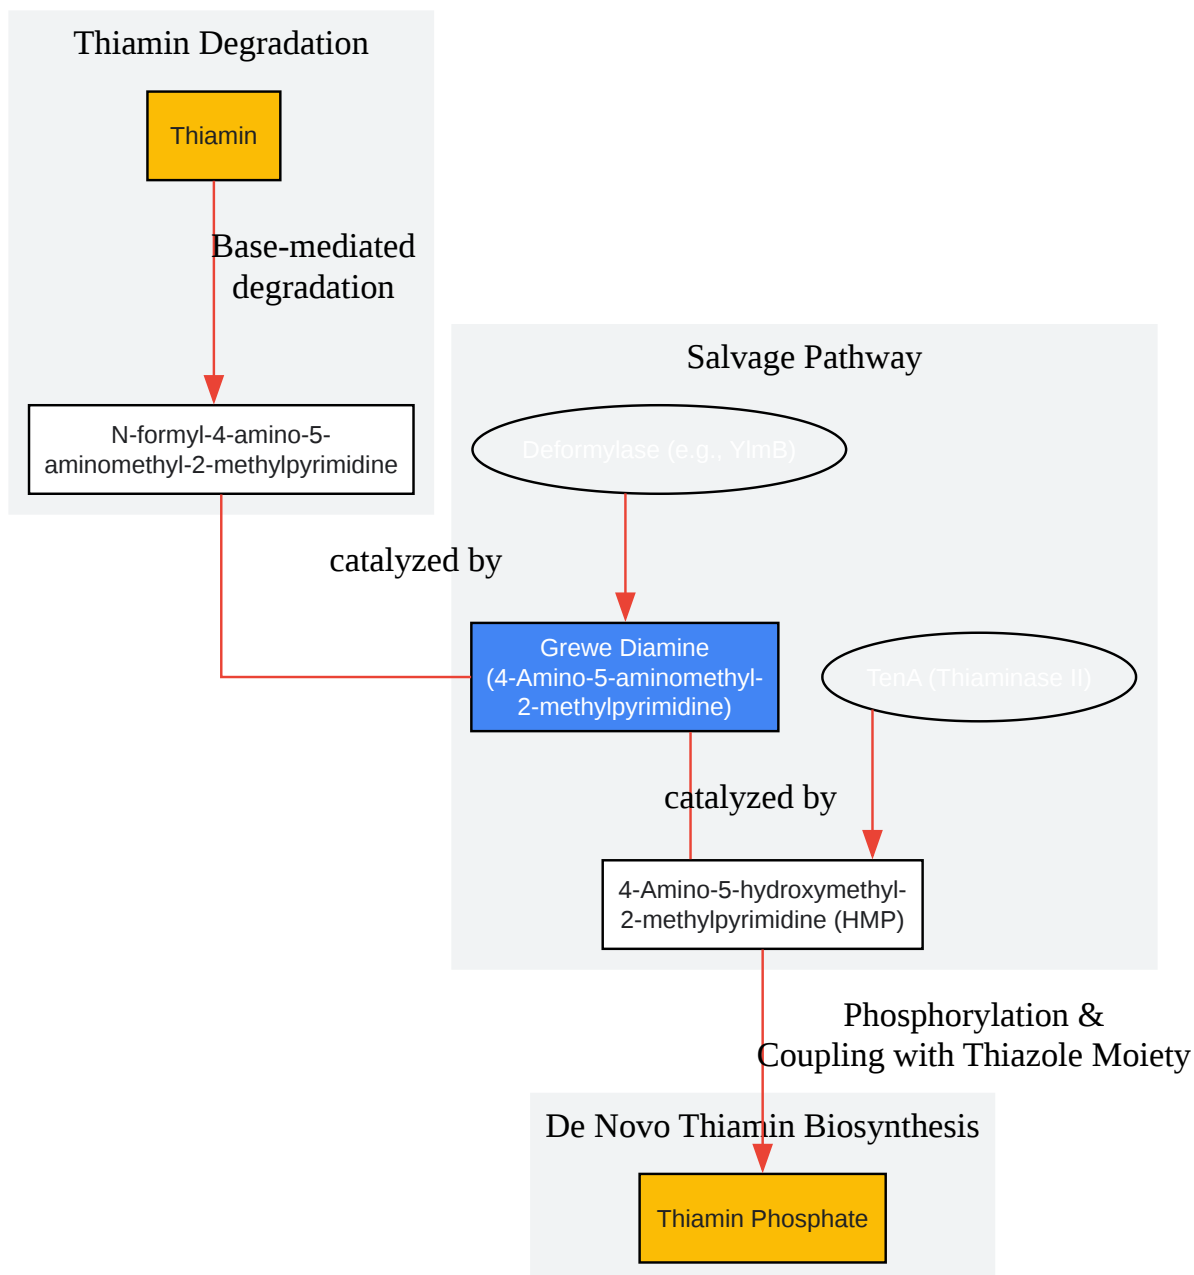 Thiamin Degradation
Thiamin
Base-mediated
degradation
N-formyl-4-amino-5-
aminomethyl-2-methylpyrimidine
Salvage Pathway
Deformylase (e.g., YlmB)
catalyzed by
Grewe Diamine
(4-Amino-5-aminomethyl-
2-methylpyrimidine)
TenA (Thiaminase II)
catalyzed by
4-Amino-5-hydroxymethyl-
2-methylpyrimidine (HMP)
Phosphorylation &
Coupling with Thiazole Moiety
De Novo Thiamin Biosynthesis
Thiamin Phosphate